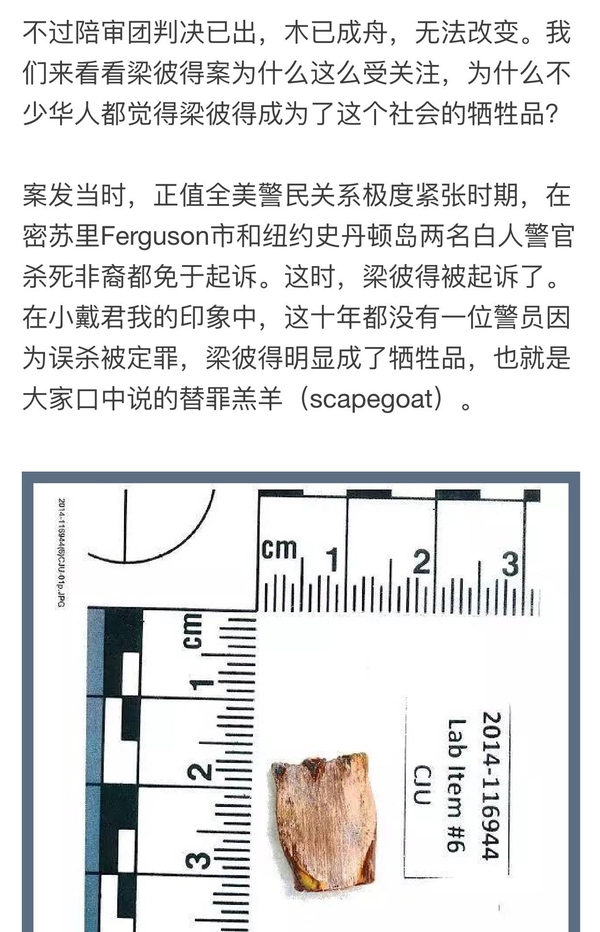 不过陪审团判决已出，木已成舟，无法改变。我
们来看看梁彼得案为什么这么受关注，为什么不
少华人都觉得梁彼得成为了这个社会的牺牲品？
案发当时，正值全美警民关系极度紧张时期，在
密苏里Ferguson市和纽约史丹顿岛两名白人警官
杀死非裔都免于起诉。这时，梁彼得被起诉了。
在小戴君我的印象中，这十年都没有一位警员因
为误杀被定罪，梁彼得明显成了牺牲品，也就是
大家口中说的替罪羔羊（scapegoat）。
2014-116944(6)CJU-01p.JPG
cm 1 2 3
cm 1 2 3
2014-116944
Lab Item #6
CJU